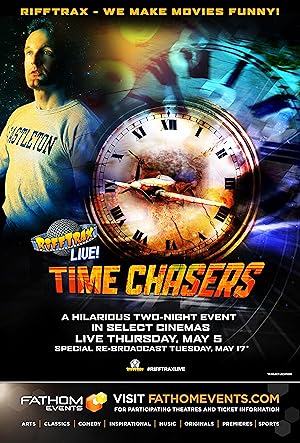 RIFFTRAX - WE MAKE MOVIES FUNNY!
CASTLETON
RIFFTRAX
LIVE!
TIME CHASERS
A HILARIOUS TWO-NIGHT EVENT
IN SELECT CINEMAS
LIVE THURSDAY, MAY 5
SPECIAL RE-BROADCAST TUESDAY, MAY 17*
RIFFTRAX #RIFFTRAXLIVE
FATHOM EVENTS
VISIT FATHOMEVENTS.COM
FOR PARTICIPATING THEATRES AND TICKET INFORMATION
ARTS | CLASSICS | COMEDY | INSPIRATIONAL | MUSIC | ORIGINALS | PREMIERES | SPORTS